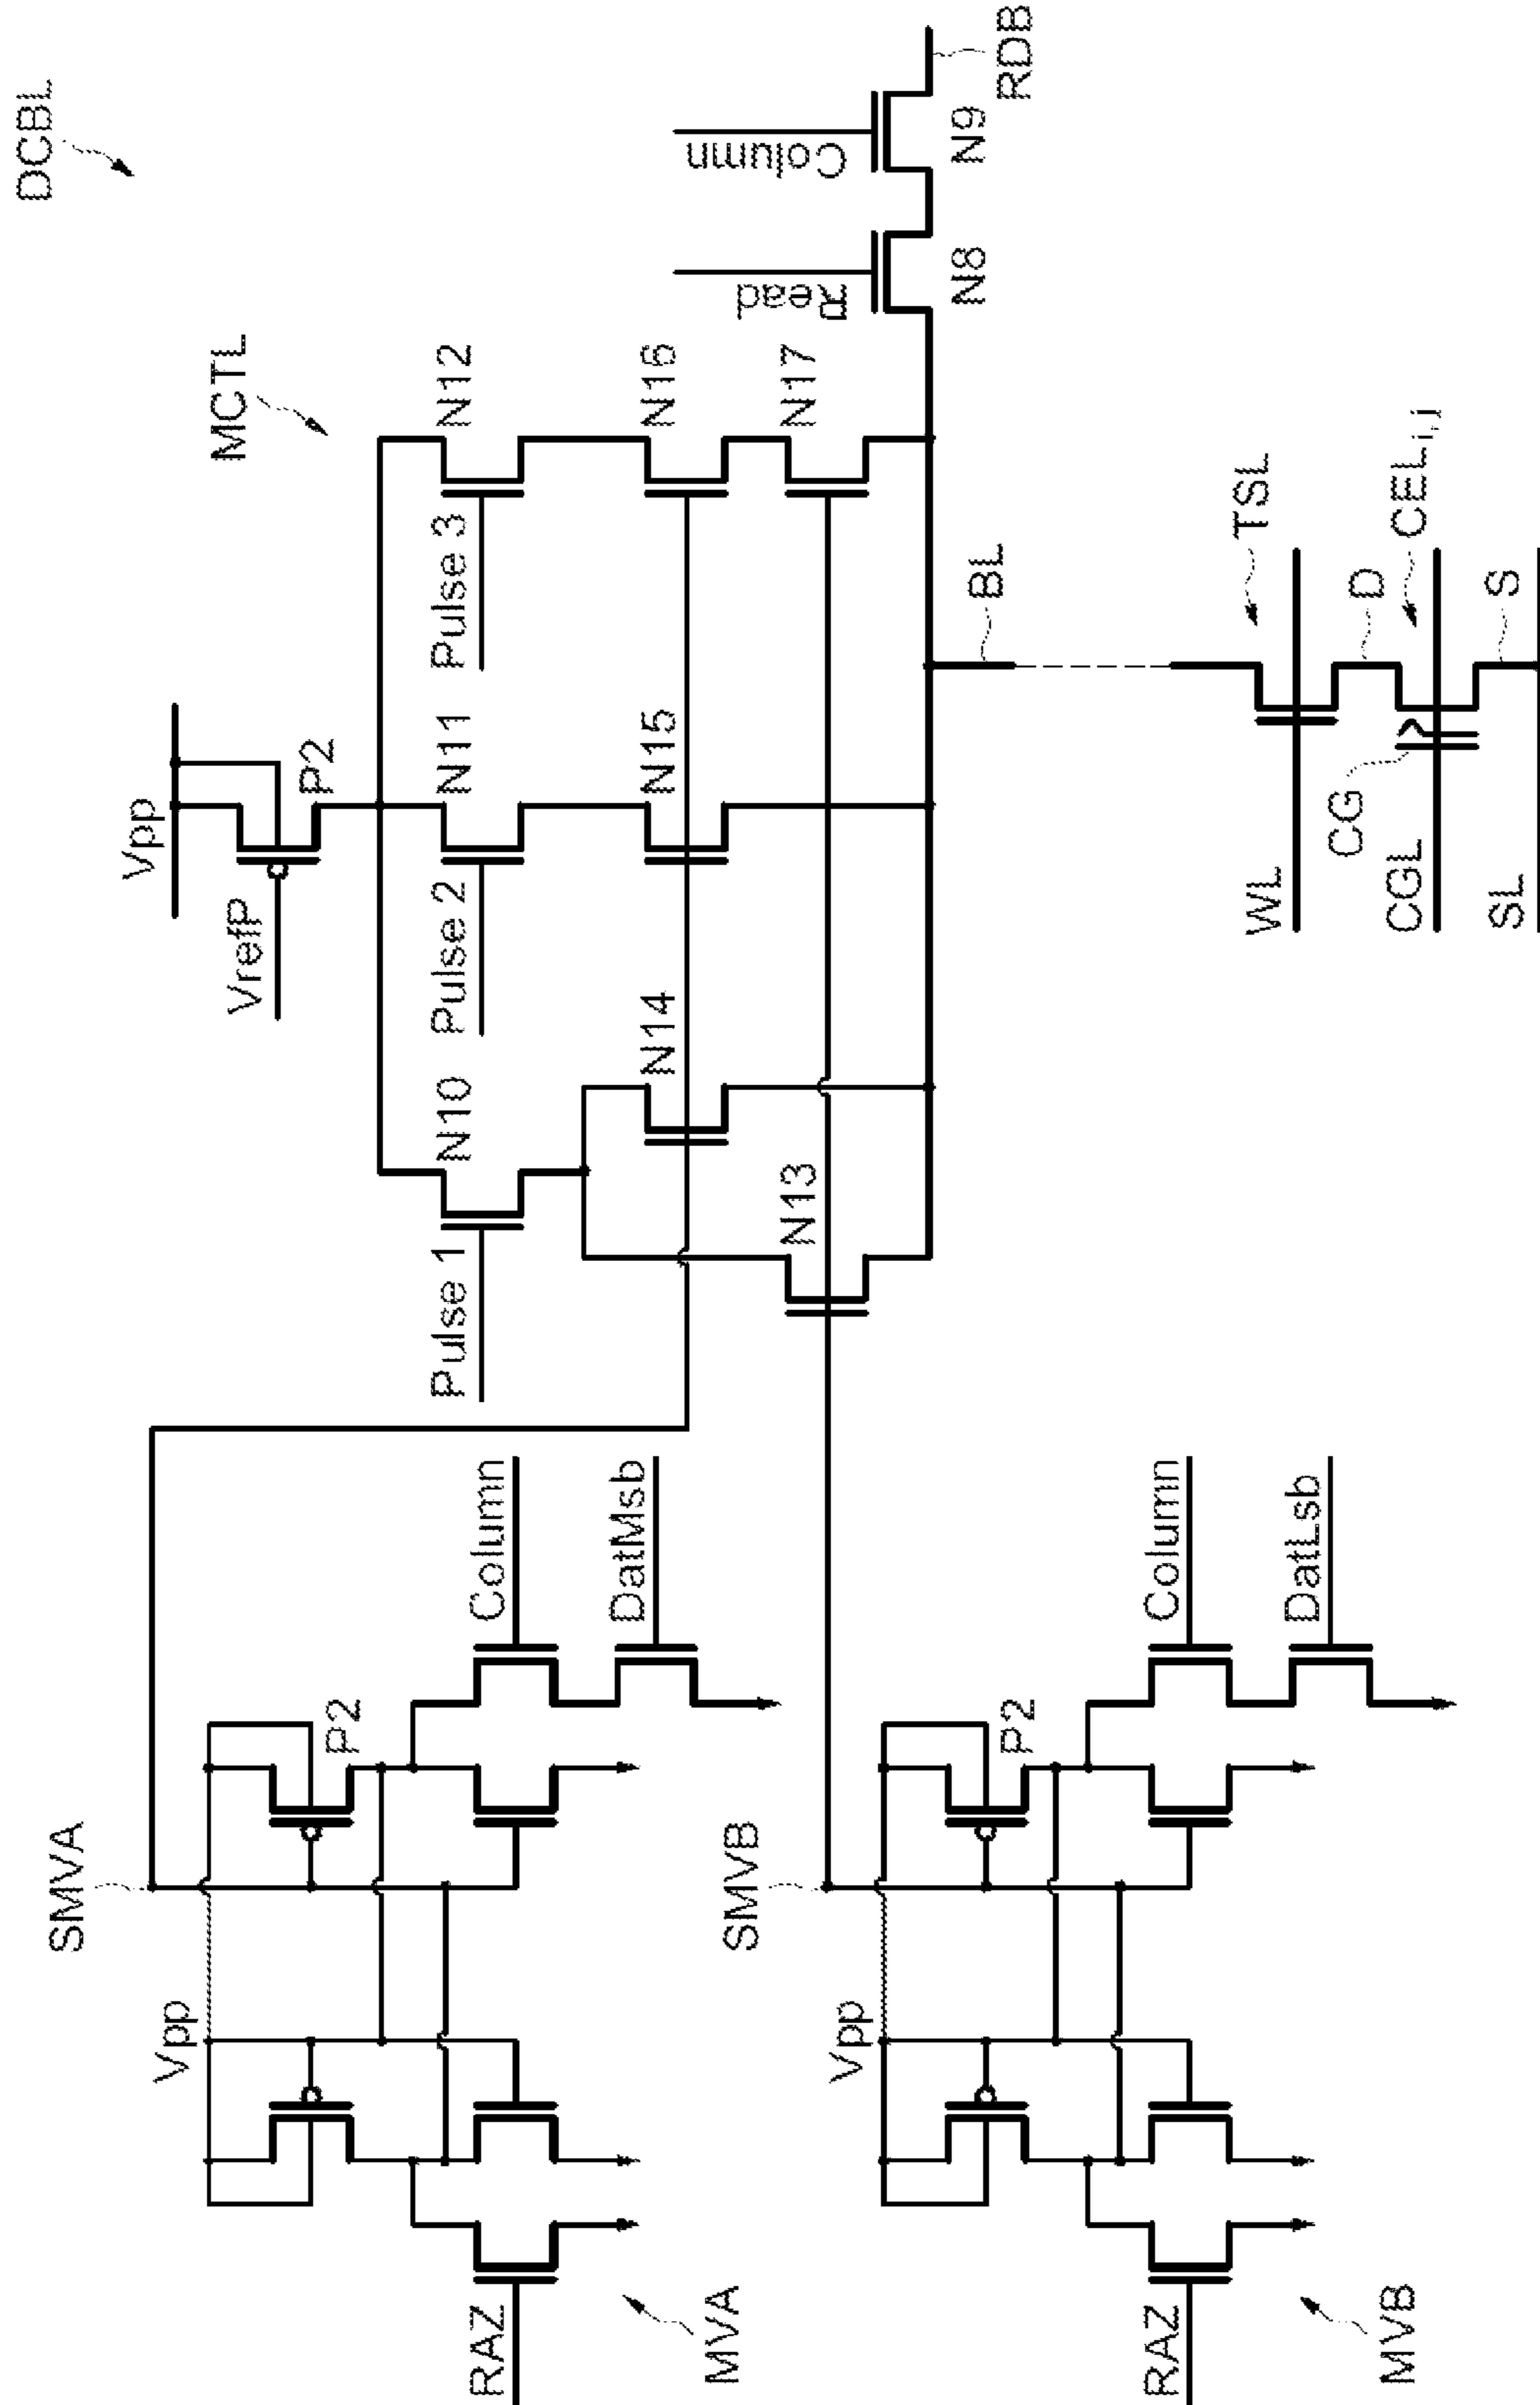 DCBL
MCTL
Vpp
VrefP
P2
Pulse 1
N10
Pulse 2
N11
Pulse 3
N12
N14
N15
N16
N13
N17
Read
N8
Column
N9
RDB
BL
WL
TSL
CG
D
CGL
CELi,j
SL
S
SMVA
Vpp
P2
Column
DatMsb
RAZ
MVA
SMVB
Vpp
P2
Column
DatLsb
RAZ
MVB